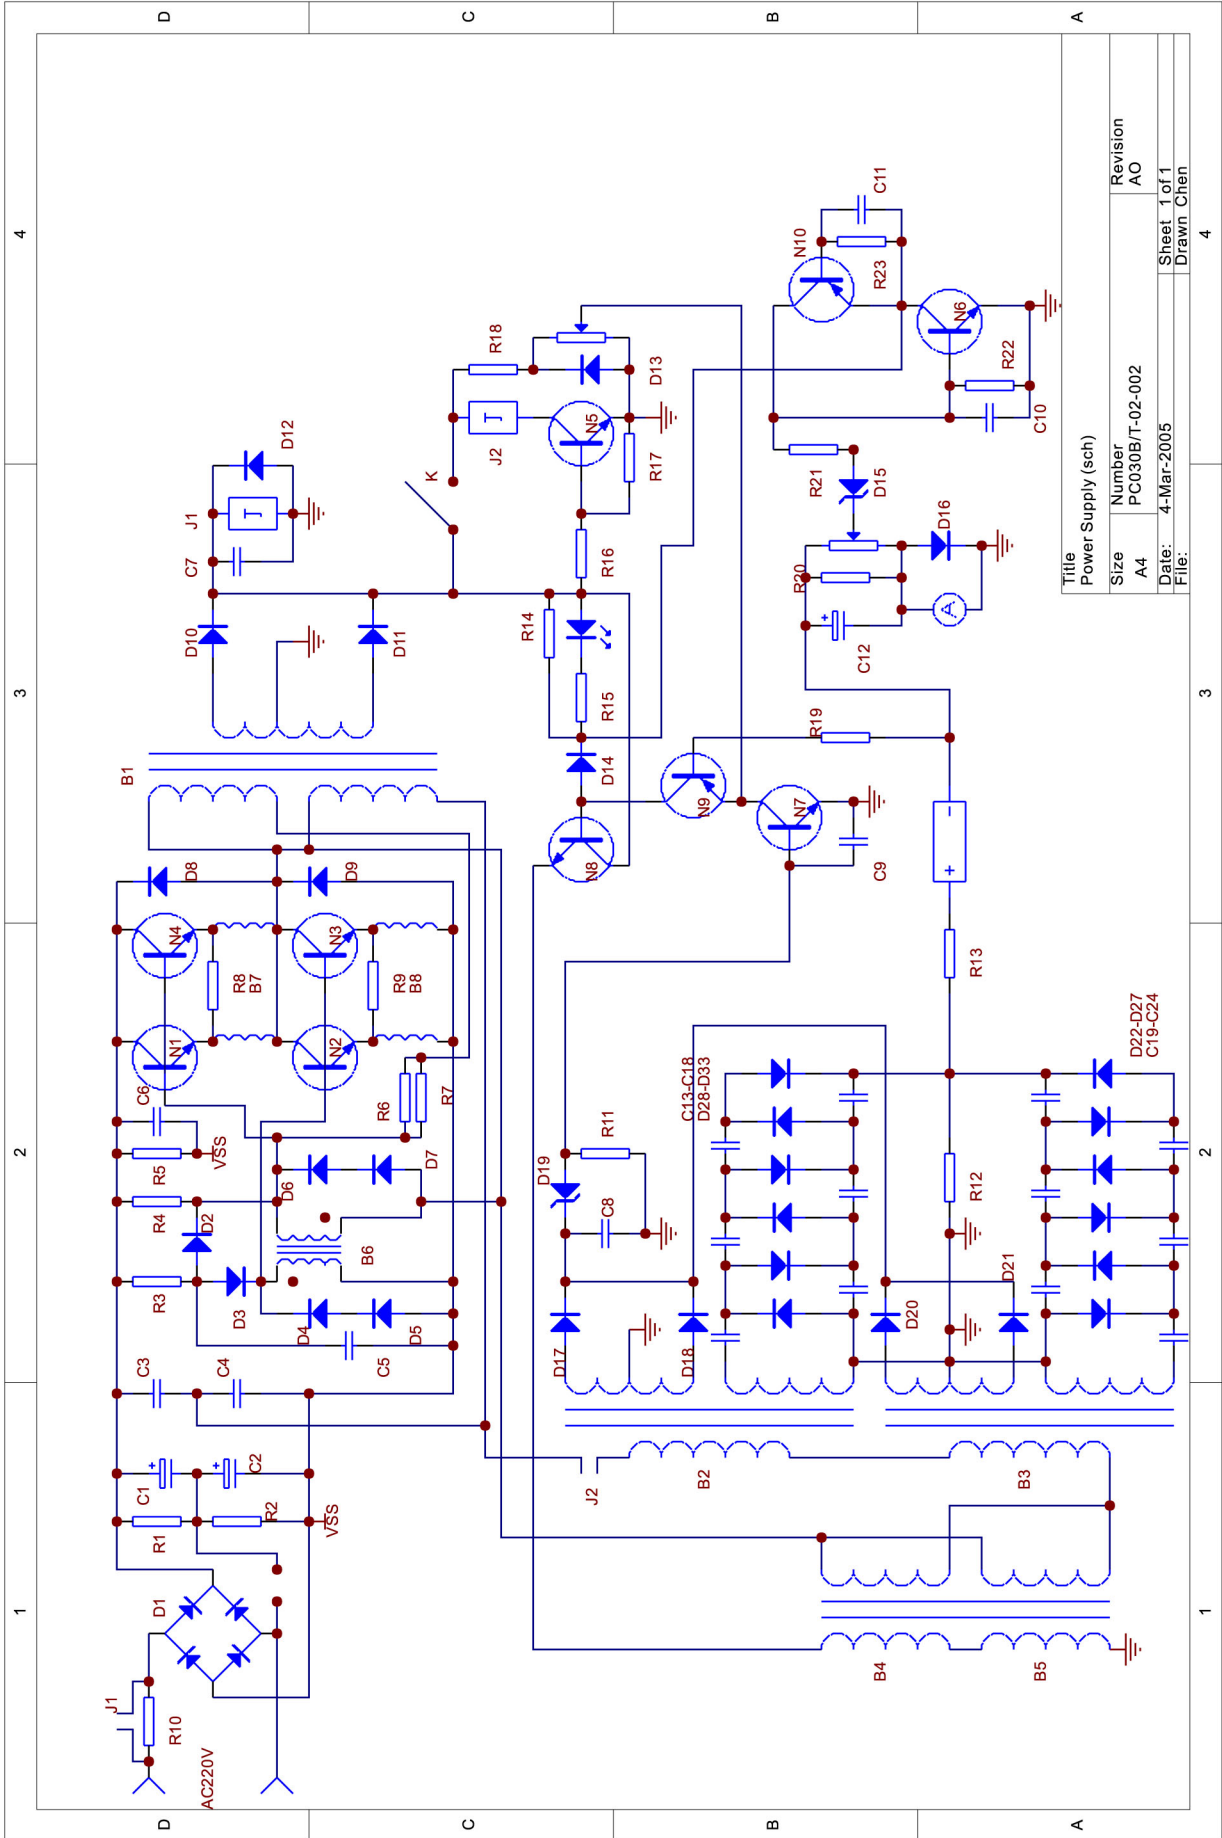 1
2
3
4
D
C
B
A
J1
R10
AC220V
D1
R1
C1
R2
C2
VSS
C3
C4
R3
R4
R5
C6
VSS
D2
D3
D4
D5
C5
B6
D6
D7
R6
R7
N1
N4
R8
B7
N2
N3
R9
B8
D8
D9
B1
D10
D11
C7
J1
D12
K
R14
R15
D14
R16
R17
J2
N5
R18
D13
N8
N9
N7
C9
R19
D17
D18
D19
C8
R11
J2
B2
B3
B4
B5
C13-C18
D28-D33
D20
D21
R12
R13
+
-
D22-D27
C19-C24
C12
+
R20
A
D16
D15
R21
N10
R23
C11
N6
R22
C10
J
J
+
+
Title
Power Supply (sch)
Size
A4
Number
PC030B/T-02-002
Revision
AO
Date:
4-Mar-2005
Sheet 1 of 1
File:
Drawn Chen
1
2
3
4
D
C
B
A